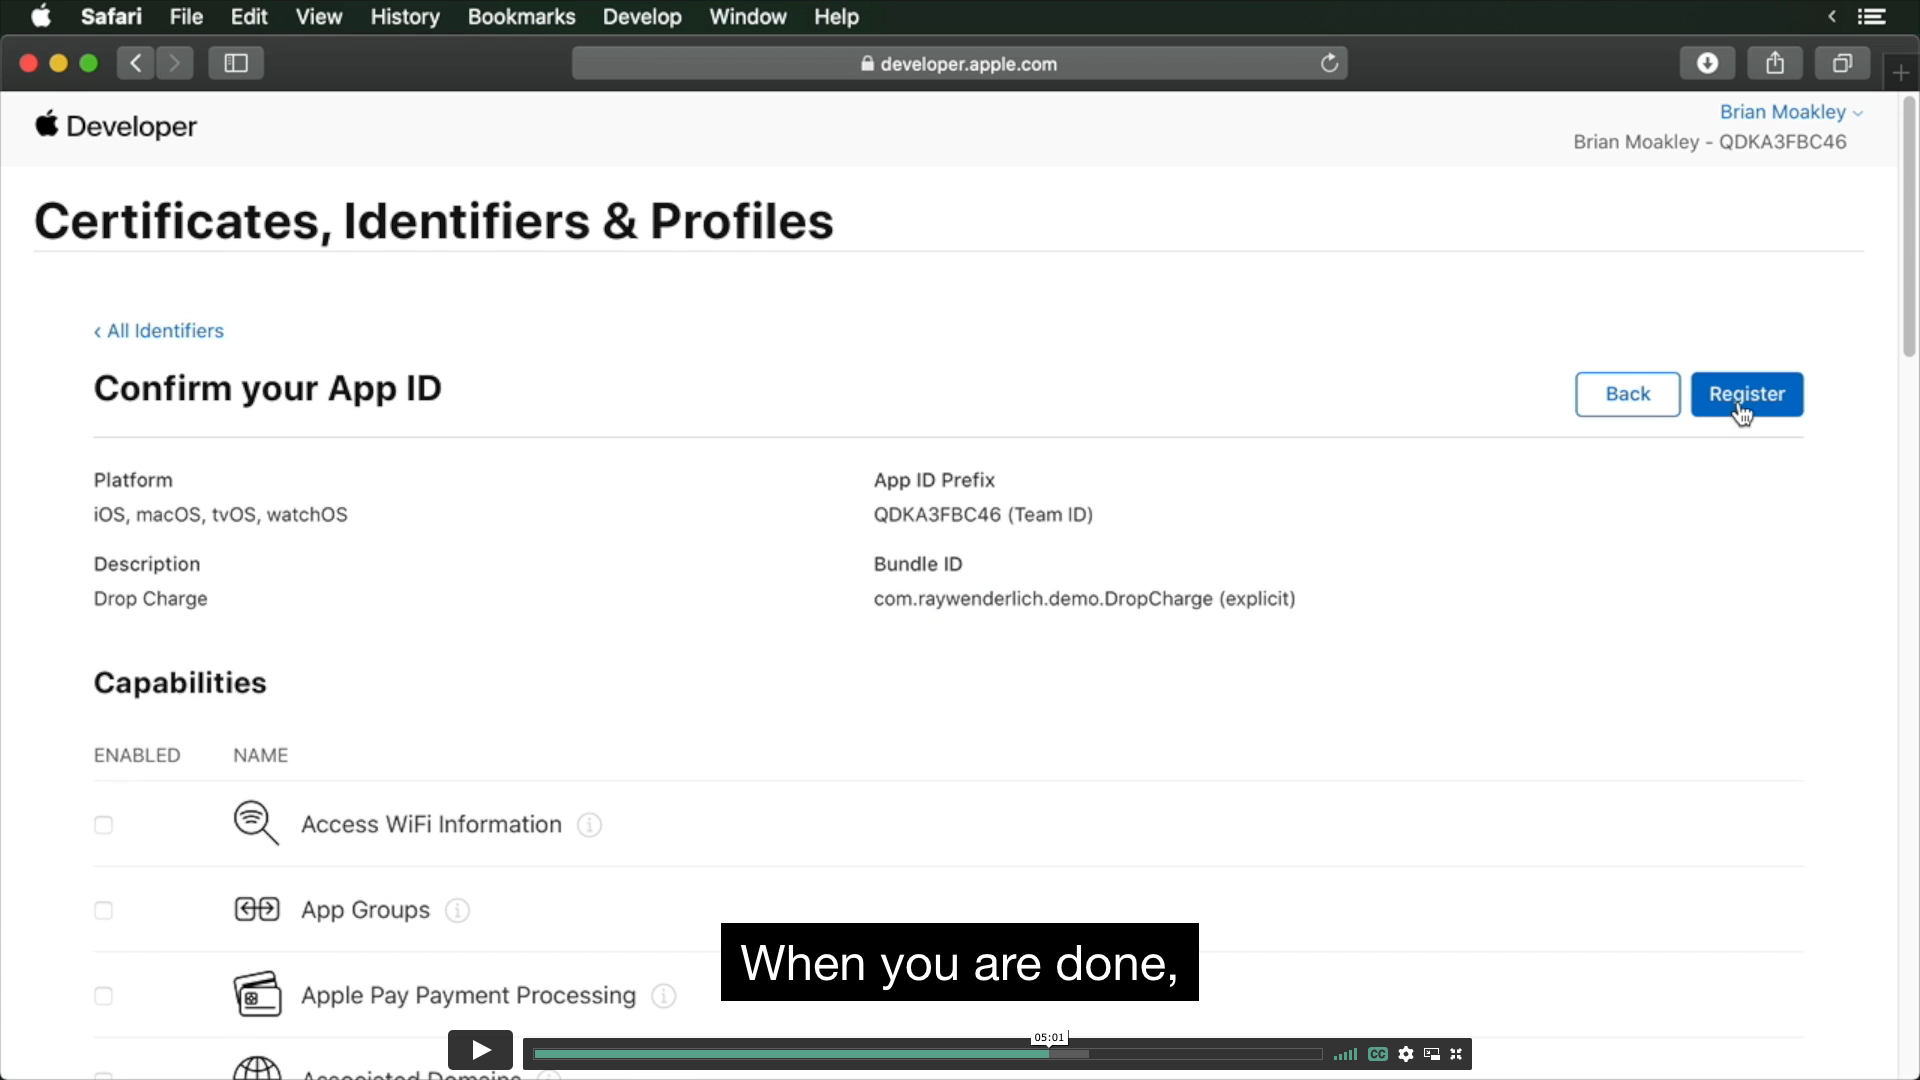 Safari File Edit View History Bookmarks Develop Window Help
developer.apple.com
Developer
Brian Moakley
Brian Moakley - QDKA3FBC46
Certificates, Identifiers & Profiles
‹ All Identifiers
Confirm your App ID
Back
Register
Platform
iOS, macOS, tvOS, watchOS
App ID Prefix
QDKA3FBC46 (Team ID)
Description
Drop Charge
Bundle ID
com.raywenderlich.demo.DropCharge (explicit)
Capabilities
ENABLED NAME
Access WiFi Information
App Groups
When you are done,
Apple Pay Payment Processing
05:01
CC
Associated Domains